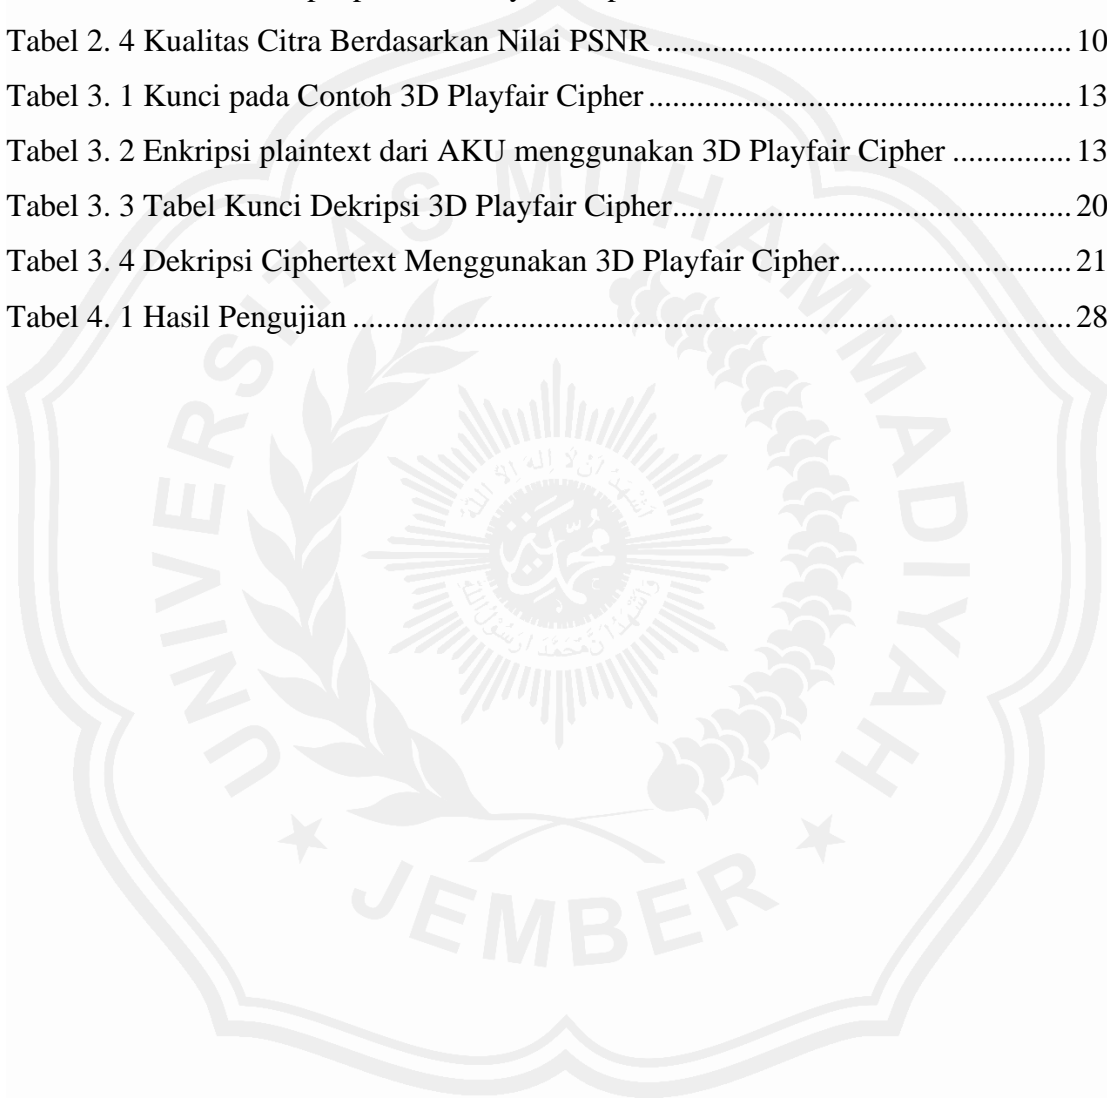 Tabel 2. 4 Kualitas Citra Berdasarkan Nilai PSNR ................................................... 10
Tabel 3. 1 Kunci pada Contoh 3D Playfair Cipher .................................................... 13
Tabel 3. 2 Enkripsi plaintext dari AKU menggunakan 3D Playfair Cipher ............... 13
Tabel 3. 3 Tabel Kunci Dekripsi 3D Playfair Cipher................................................. 20
Tabel 3. 4 Dekripsi Ciphertext Menggunakan 3D Playfair Cipher............................ 21
Tabel 4. 1 Hasil Pengujian ......................................................................................... 28
UNIVERSITAS MUHAMMADIYAH
JEMBER